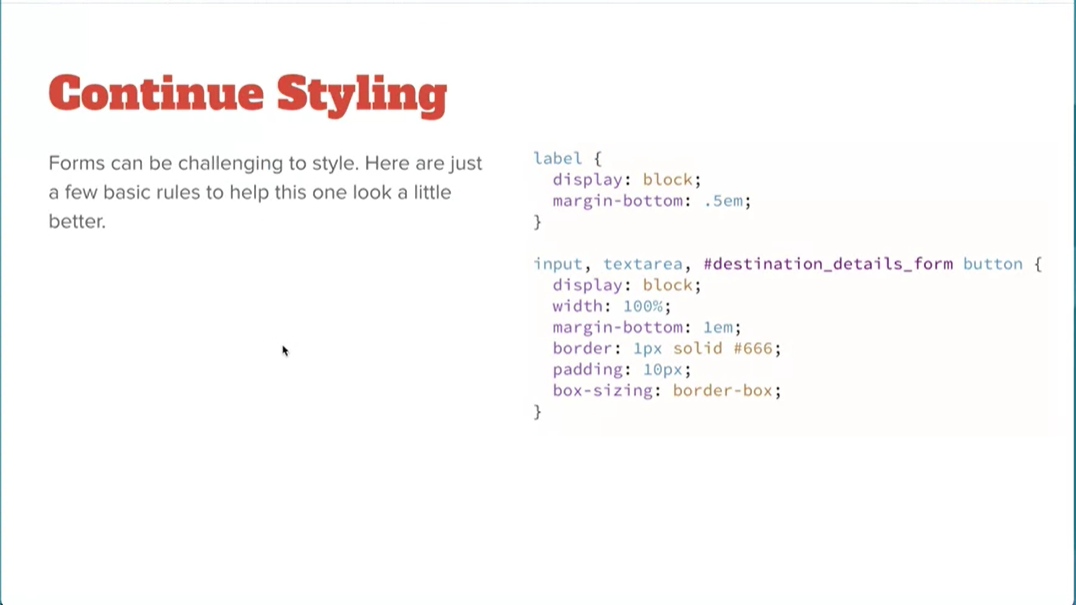 Continue Styling
Forms can be challenging to style. Here are just
a few basic rules to help this one look a little
better.
label {
  display: block;
  margin-bottom: .5em;
}
input, textarea, #destination_details_form button {
  display: block;
  width: 100%;
  margin-bottom: 1em;
  border: 1px solid #666;
  padding: 10px;
  box-sizing: border-box;
}